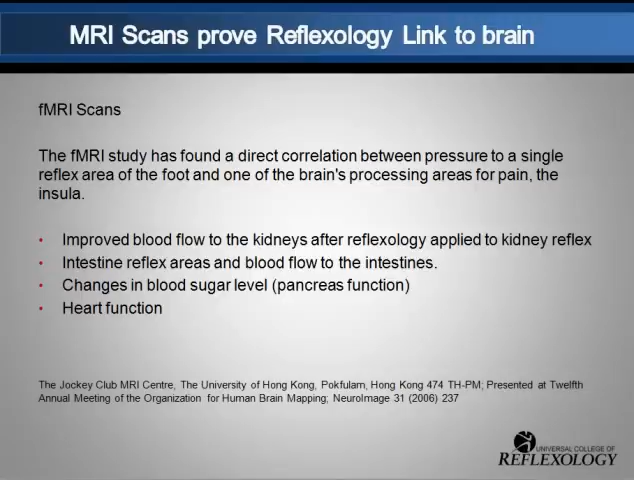 MRI Scans prove Reflexology Link to brain
fMRI Scans
The fMRI study has found a direct correlation between pressure to a single
reflex area of the foot and one of the brain's processing areas for pain, the
insula.
• Improved blood flow to the kidneys after reflexology applied to kidney reflex
• Intestine reflex areas and blood flow to the intestines.
• Changes in blood sugar level (pancreas function)
• Heart function
The Jockey Club MRI Centre, The University of Hong Kong, Pokfulam, Hong Kong 474 TH-PM; Presented at Twelfth
Annual Meeting of the Organization for Human Brain Mapping; NeuroImage 31 (2006) 237
UNIVERSAL COLLEGE OF
REFLEXOLOGY